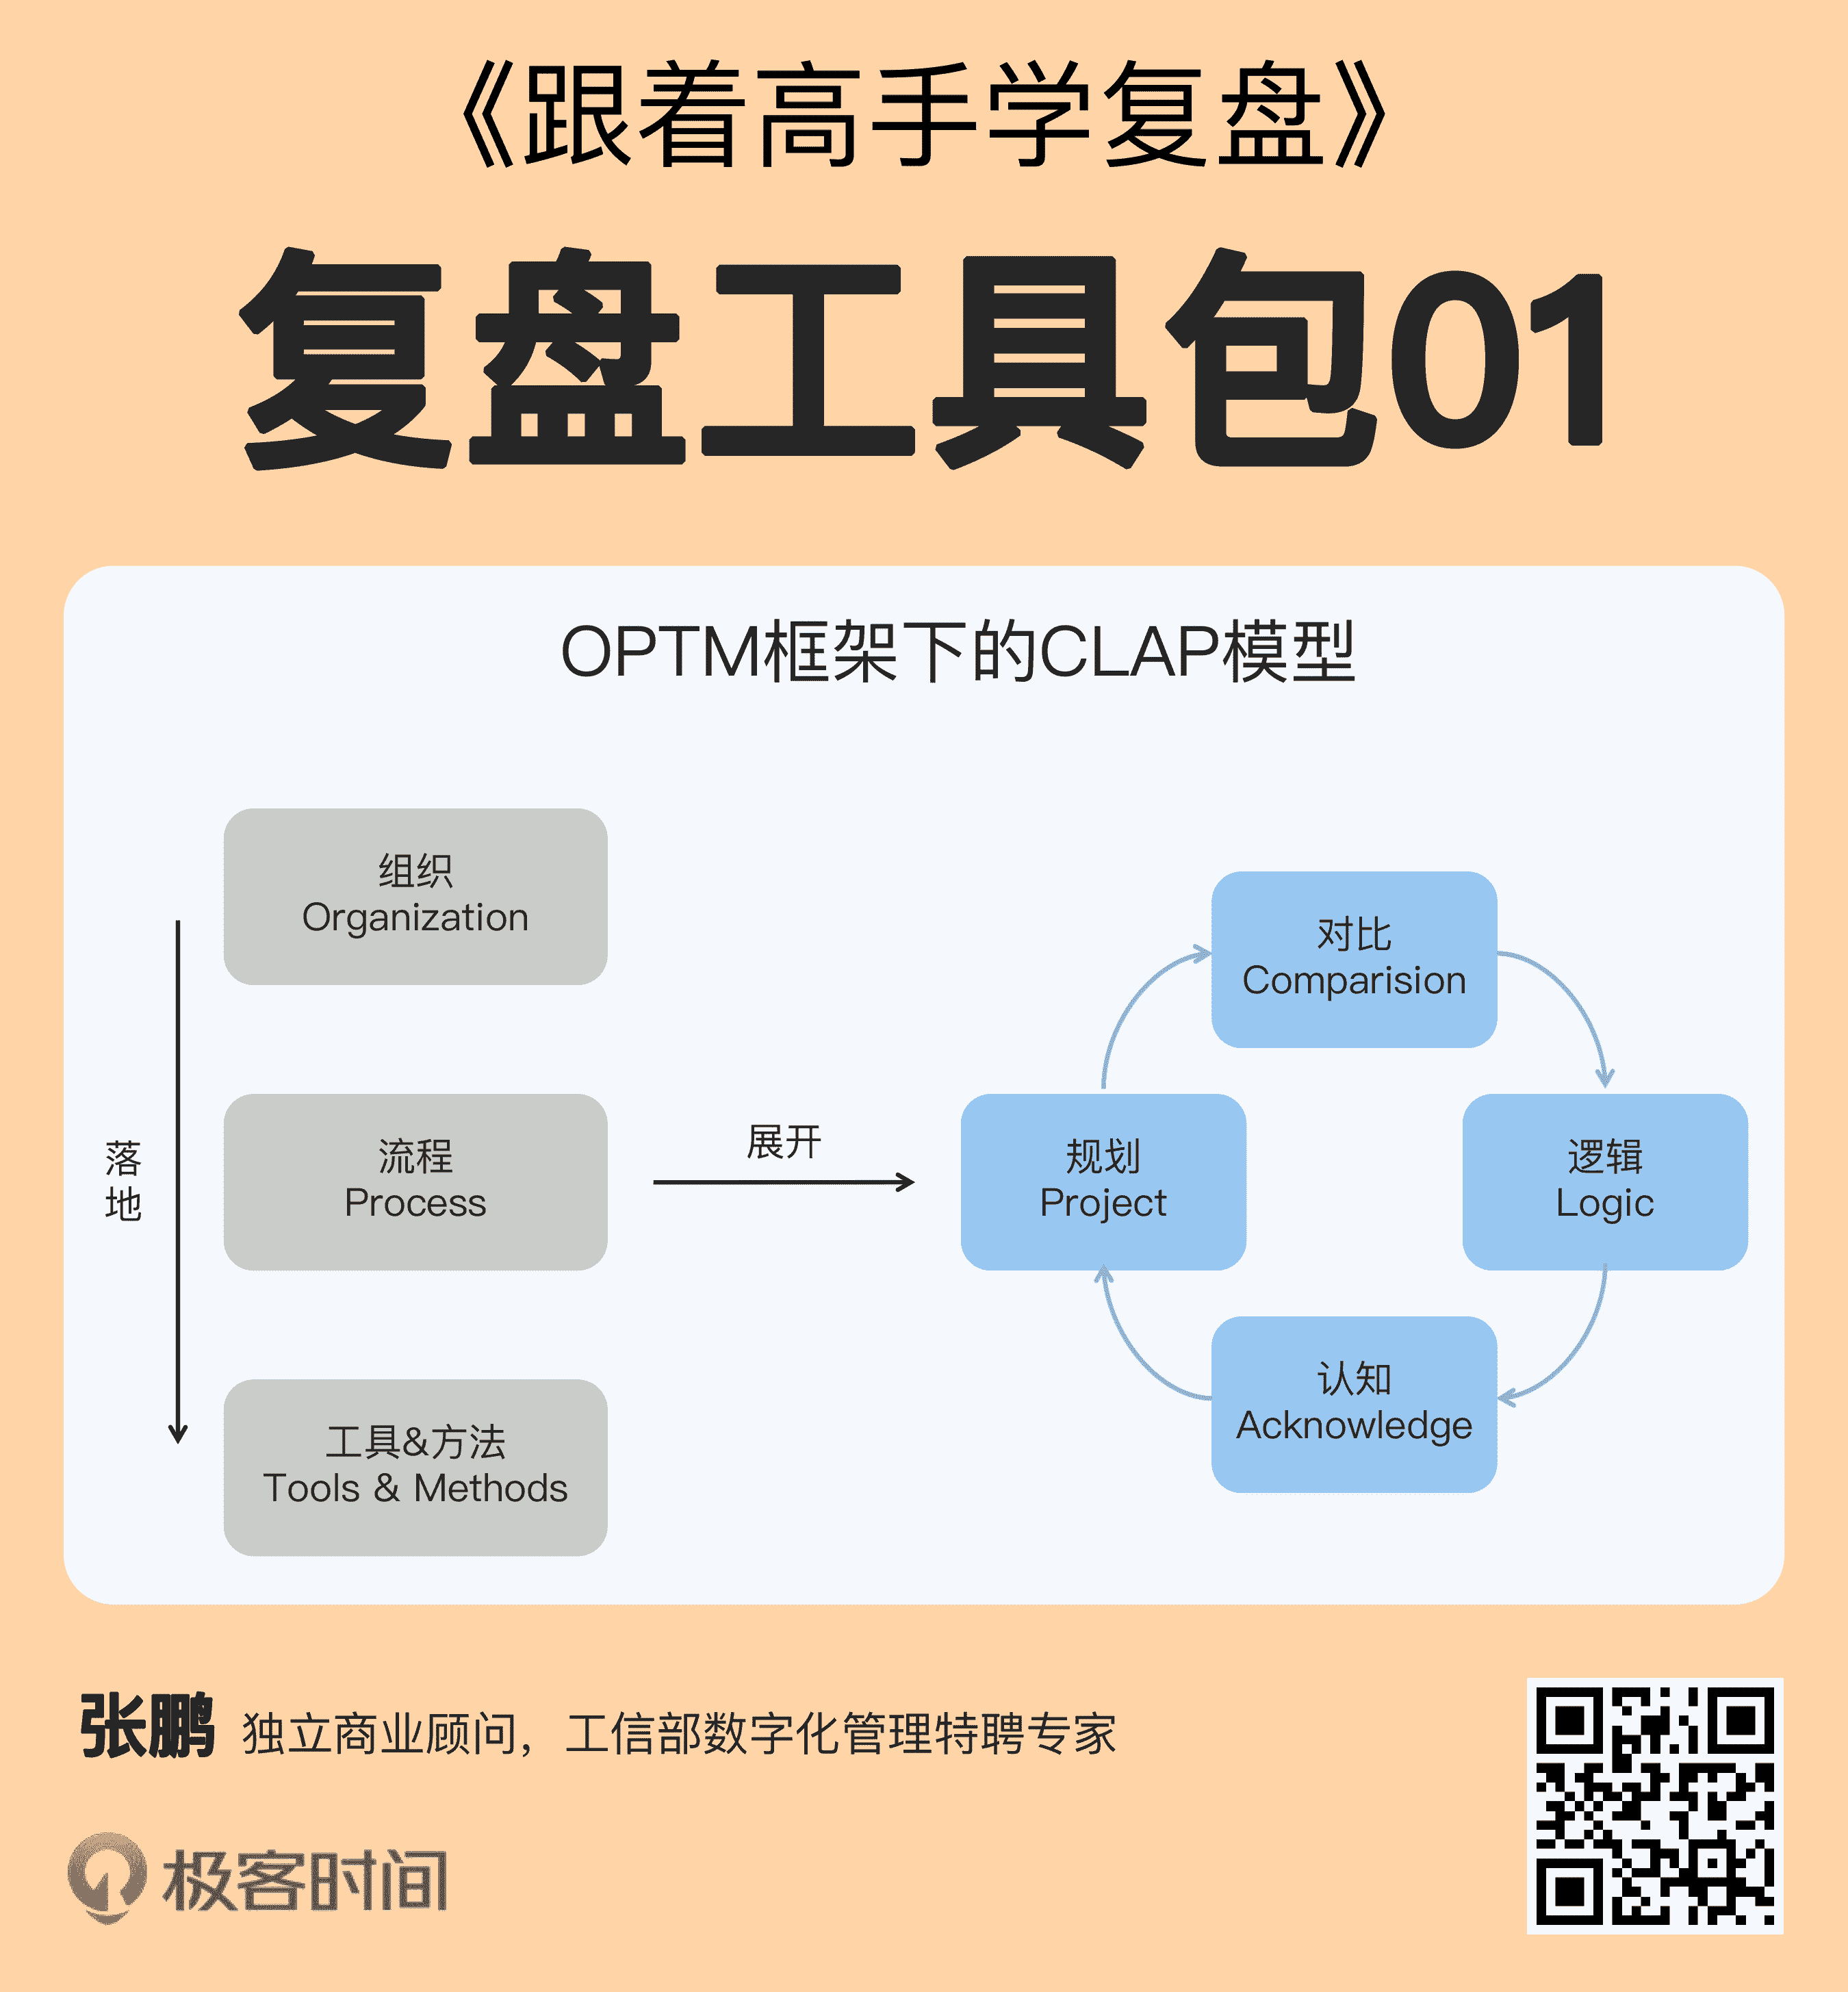 《跟着高手学复盘》
复盘工具包01
OPTM框架下的CLAP模型
落
地
组织
Organization
流程
Process
工具&方法
Tools & Methods
展开
对比
Comparision
规划
Project
逻辑
Logic
认知
Acknowledge
张鹏 独立商业顾问，工信部数字化管理特聘专家
极客时间